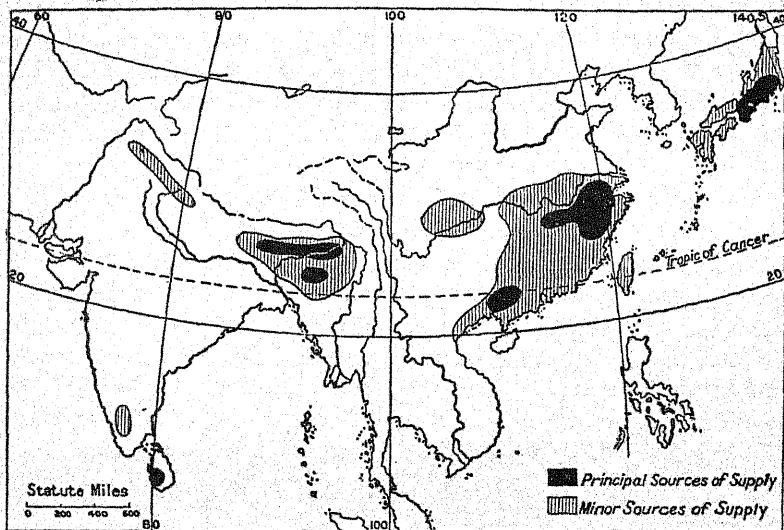 40 60 80 100 120 140 40
20 20
Tropic of Cancer
Statute Miles
0 200 400 600
Principal Sources of Supply
Minor Sources of Supply
80 100